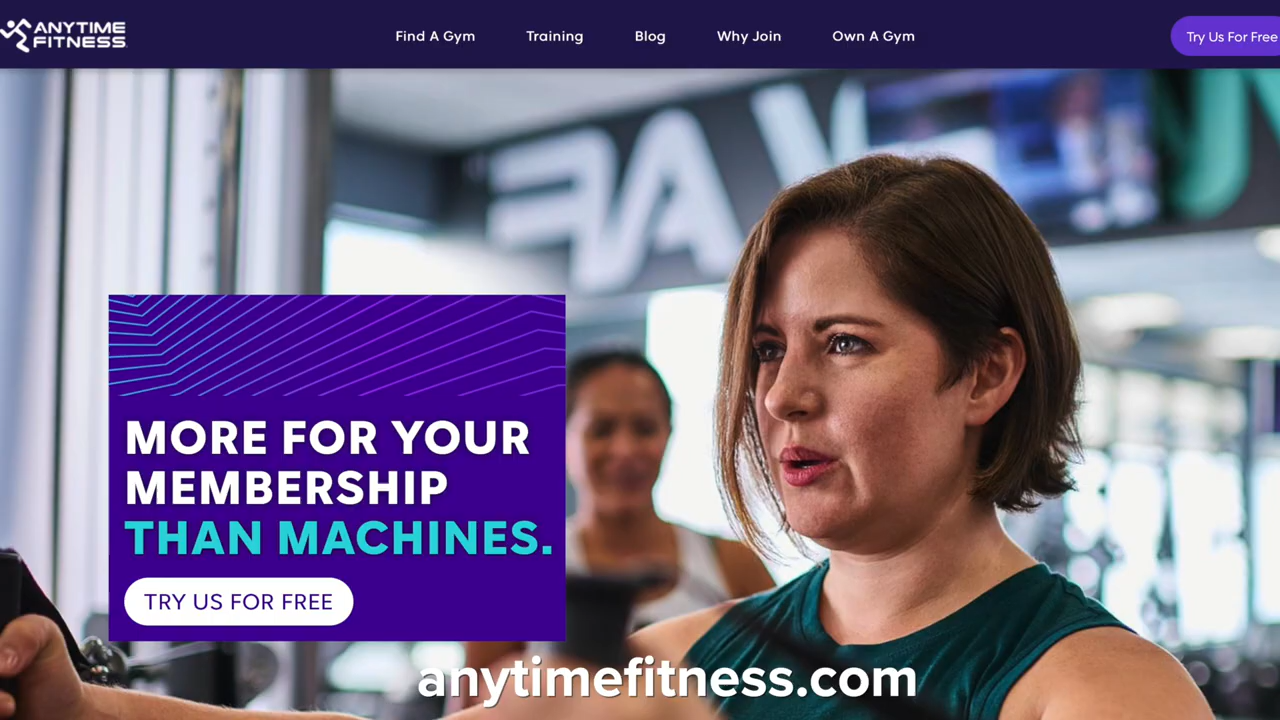 ANYTIME
FITNESS
Find A Gym
Training
Blog
Why Join
Own A Gym
Try Us For Free
AF
MORE FOR YOUR
MEMBERSHIP
THAN MACHINES.
TRY US FOR FREE
anytimefitness.com